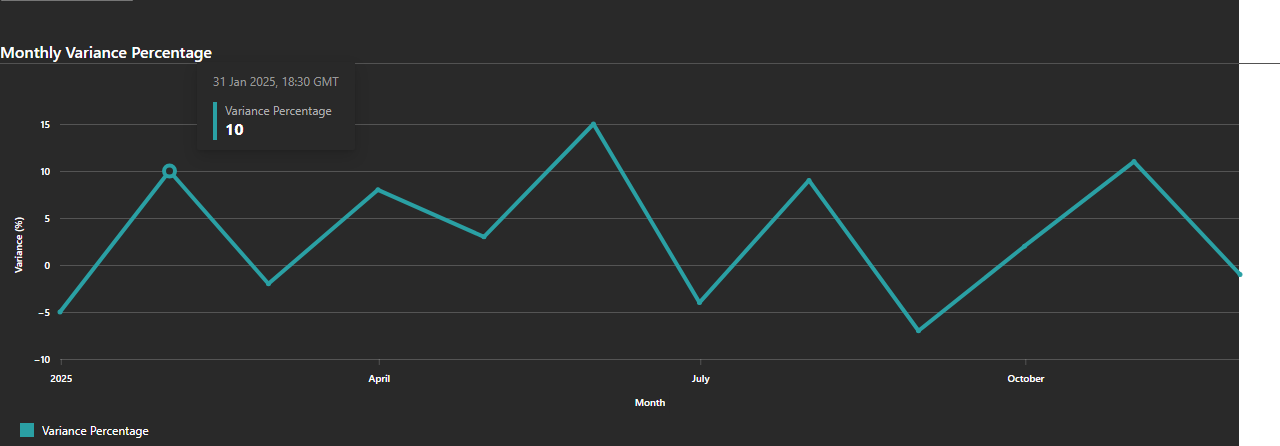 Monthly Variance Percentage
31 Jan 2025, 18:30 GMT
Variance Percentage
10
15
10
5
0
−5
−10
Variance (%)
2025 April July October
Month
Variance Percentage